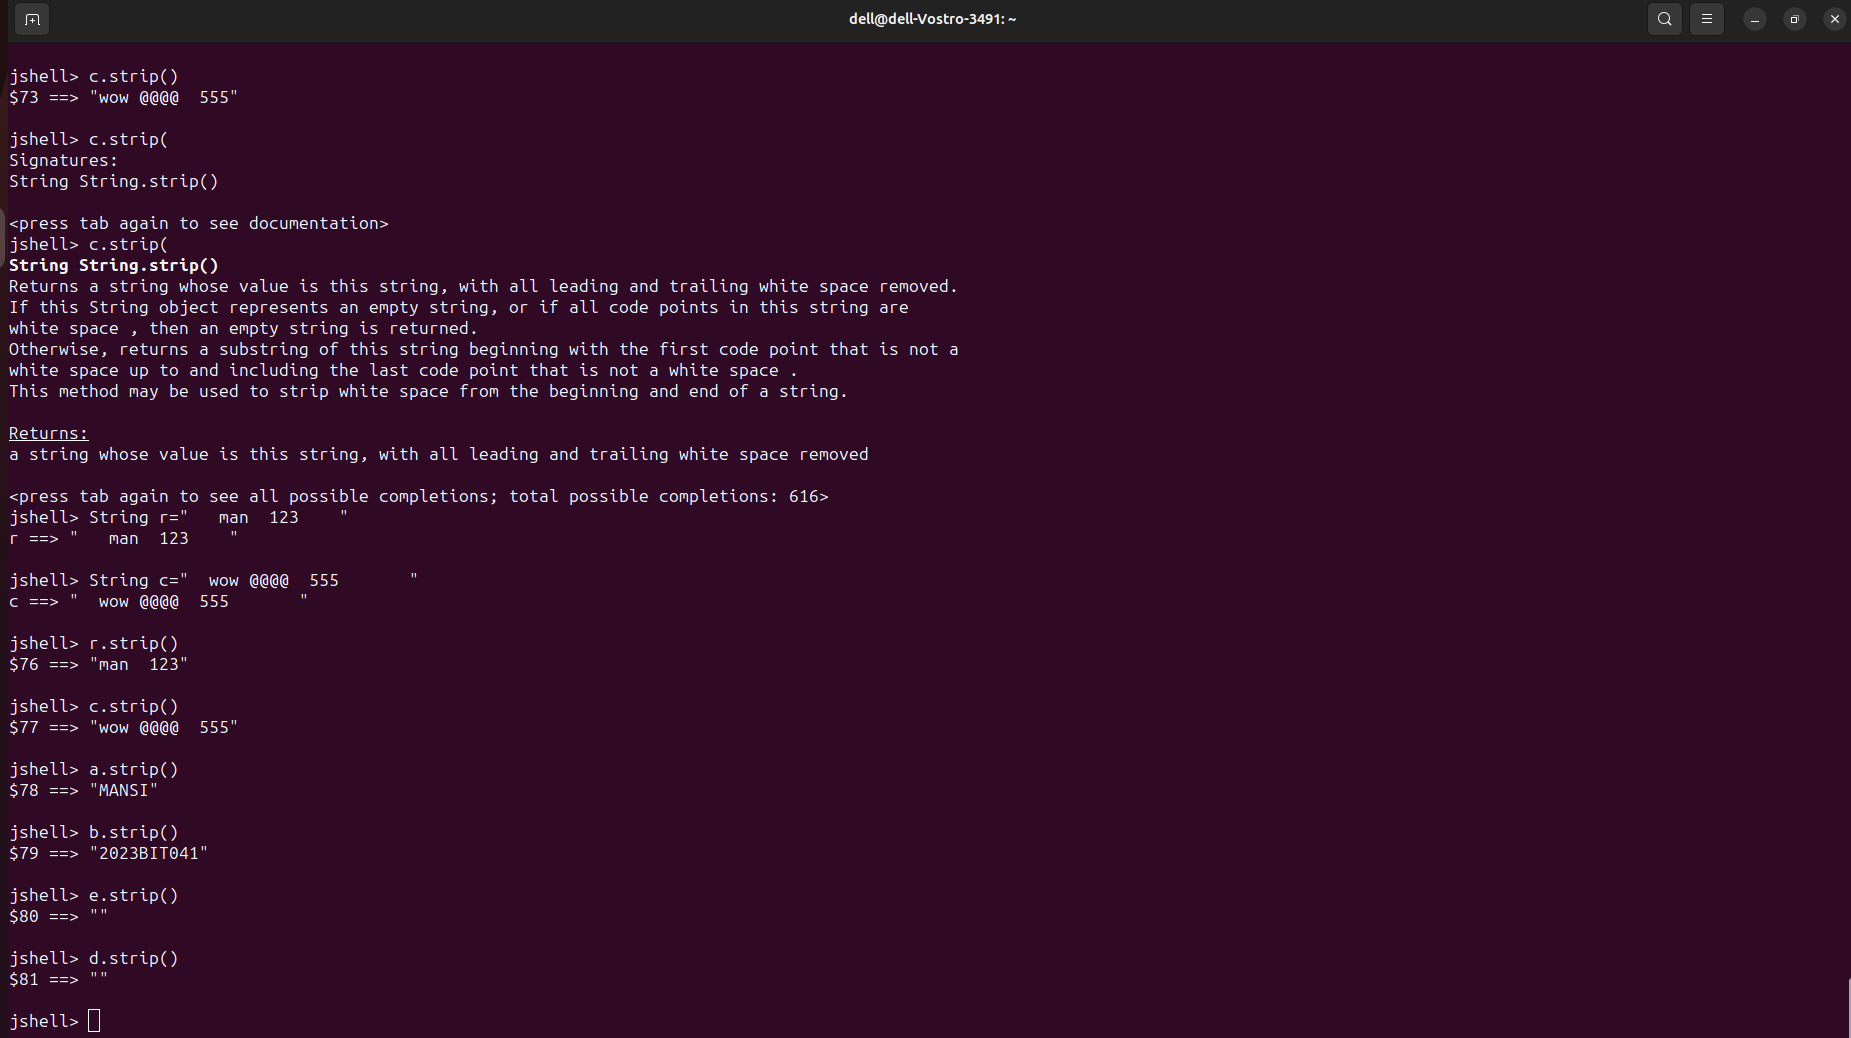 dell@dell-Vostro-3491: ~
jshell> c.strip()
$73 ==> "wow @@@@  555"
jshell> c.strip(
Signatures:
String String.strip()
<press tab again to see documentation>
jshell> c.strip(
String String.strip()
Returns a string whose value is this string, with all leading and trailing white space removed.
If this String object represents an empty string, or if all code points in this string are
white space , then an empty string is returned.
Otherwise, returns a substring of this string beginning with the first code point that is not a
white space up to and including the last code point that is not a white space .
This method may be used to strip white space from the beginning and end of a string.
Returns:
a string whose value is this string, with all leading and trailing white space removed
<press tab again to see all possible completions; total possible completions: 616>
jshell> String r="   man  123    "
r ==> "   man  123    "
jshell> String c="  wow @@@@  555       "
c ==> "  wow @@@@  555       "
jshell> r.strip()
$76 ==> "man  123"
jshell> c.strip()
$77 ==> "wow @@@@  555"
jshell> a.strip()
$78 ==> "MANSI"
jshell> b.strip()
$79 ==> "2023BIT041"
jshell> e.strip()
$80 ==> ""
jshell> d.strip()
$81 ==> ""
jshell>